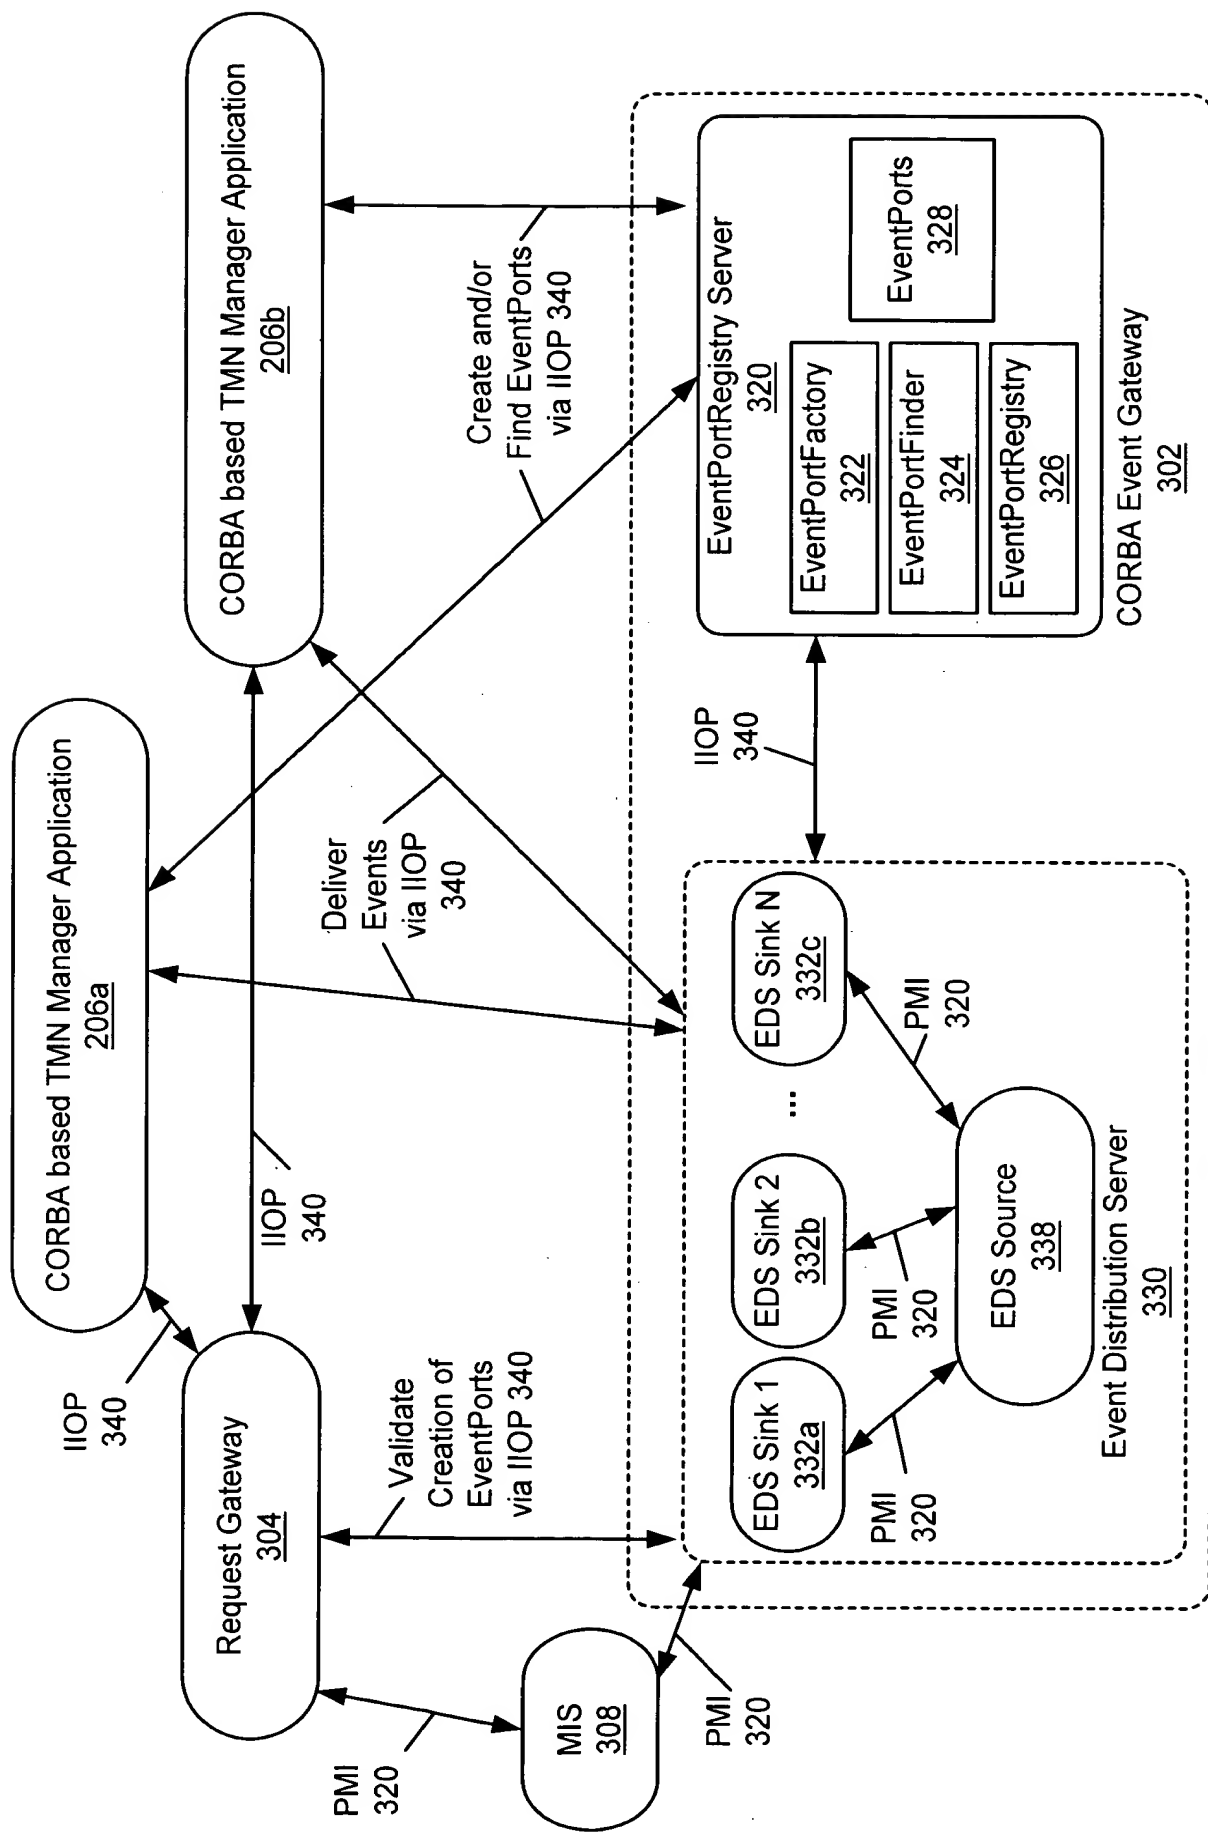 CORBA based TMN Manager Application
206a
CORBA based TMN Manager Application
206b
IIOP
340
Request Gateway
304
IIOP
340
Deliver
Events
via IIOP
340
Create and/or
Find EventPorts
via IIOP 340
Validate
Creation of
EventPorts
via IIOP 340
PMI
320
MIS
308
PMI
320
EDS Sink 1
332a
EDS Sink 2
332b
...
EDS Sink N
332c
PMI
320
PMI
320
PMI
320
EDS Source
338
Event Distribution Server
330
IIOP
340
EventPortRegistry Server
320
EventPortFactory
322
EventPortFinder
324
EventPortRegistry
326
EventPorts
328
CORBA Event Gateway
302